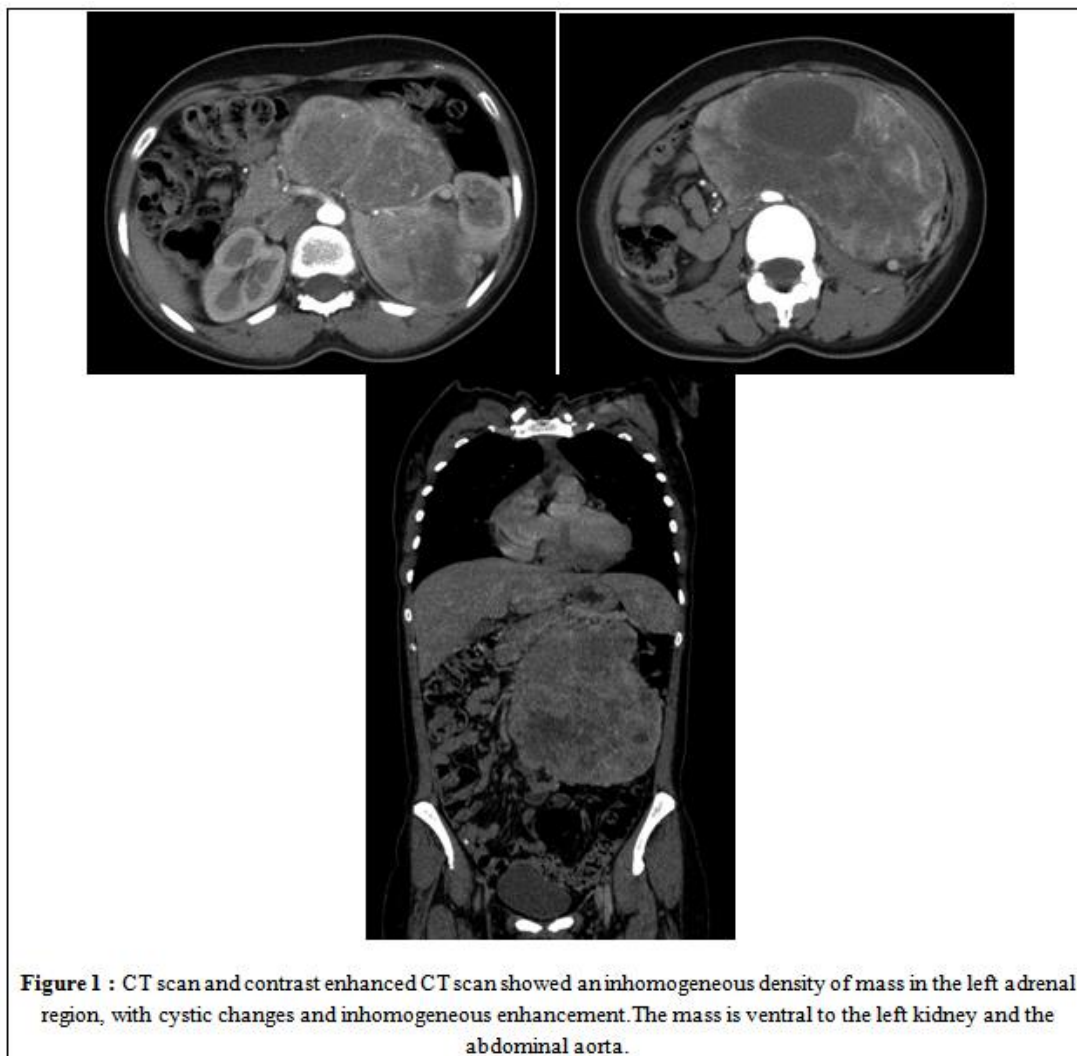 Figure 1 : CT scan and contrast enhanced CT scan showed an inhomogeneous density of mass in the left adrenal
region, with cystic changes and inhomogeneous enhancement.The mass is ventral to the left kidney and the
abdominal aorta.